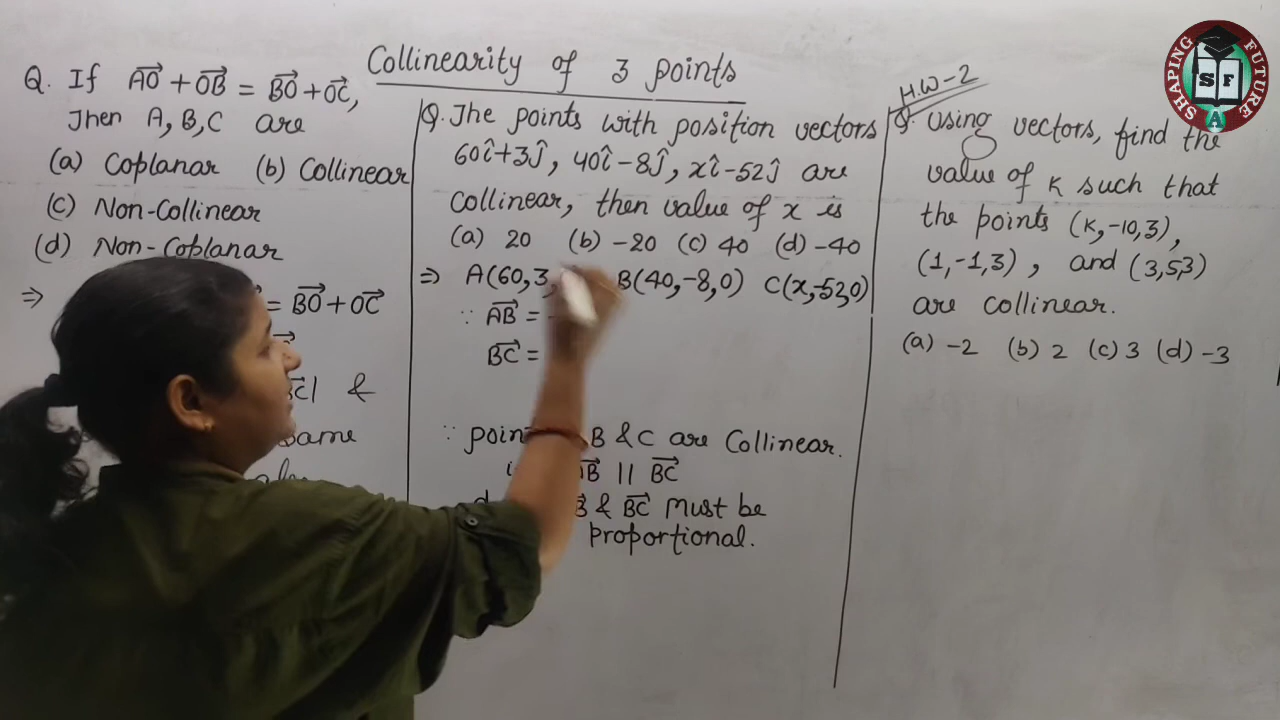 Collinearity of 3 points
Q. If AO + OB = BO + OC,
Then A, B, C are
(a) Coplanar (b) Collinear
(c) Non-Collinear
(d) Non-Coplanar
⇒ = BO + OC
BC| &
same
Q. The points with position vectors
60î+3ĵ, 40î-8ĵ, xî-52ĵ are
collinear, then value of x is
(a) 20 (b) -20 (c) 40 (d) -40
⇒ A(60,3, B(40,-8,0) C(x,-52,0)
∵ AB =
BC =
∵ B & C are Collinear.
|| BC
& BC must be
proportional.
H.W-2
Q. Using vectors, find the
value of K such that
the points (K,-10,3),
(1,-1,3), and (3,5,3)
are collinear.
(a) -2 (b) 2 (c) 3 (d) -3
SHAPING FUTURE
S F
A